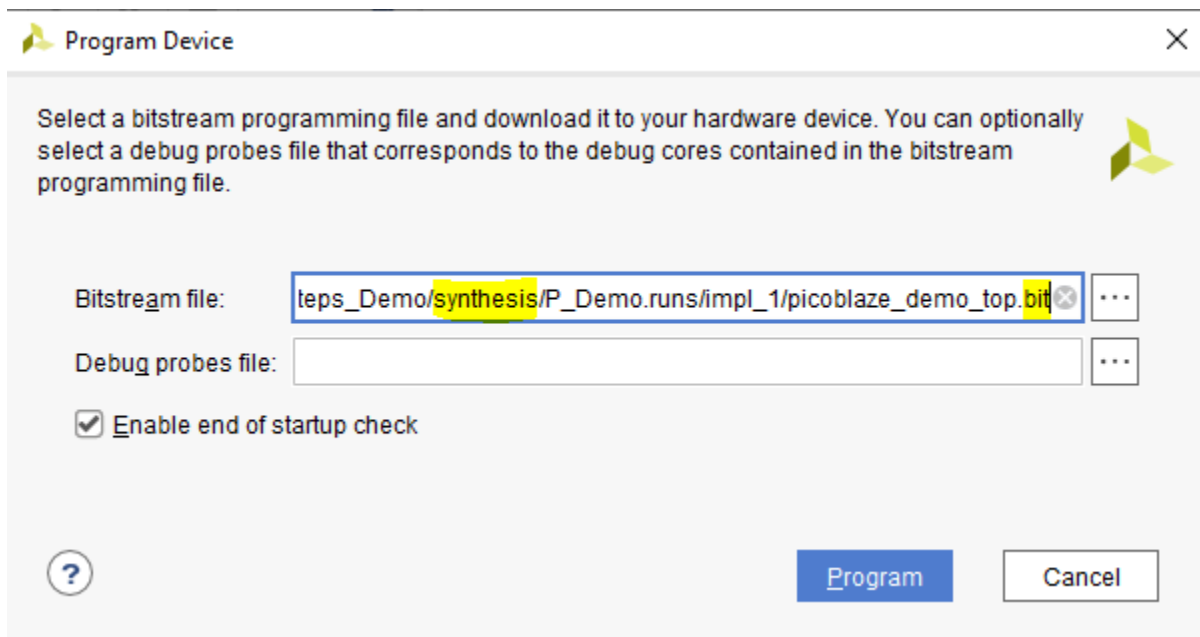 Program Device
Select a bitstream programming file and download it to your hardware device. You can optionally
select a debug probes file that corresponds to the debug cores contained in the bitstream
programming file.
Bitstream file: teps_Demo/synthesis/P_Demo.runs/impl_1/picoblaze_demo_top.bit ...
Debug probes file: ...
Enable end of startup check
? Program Cancel